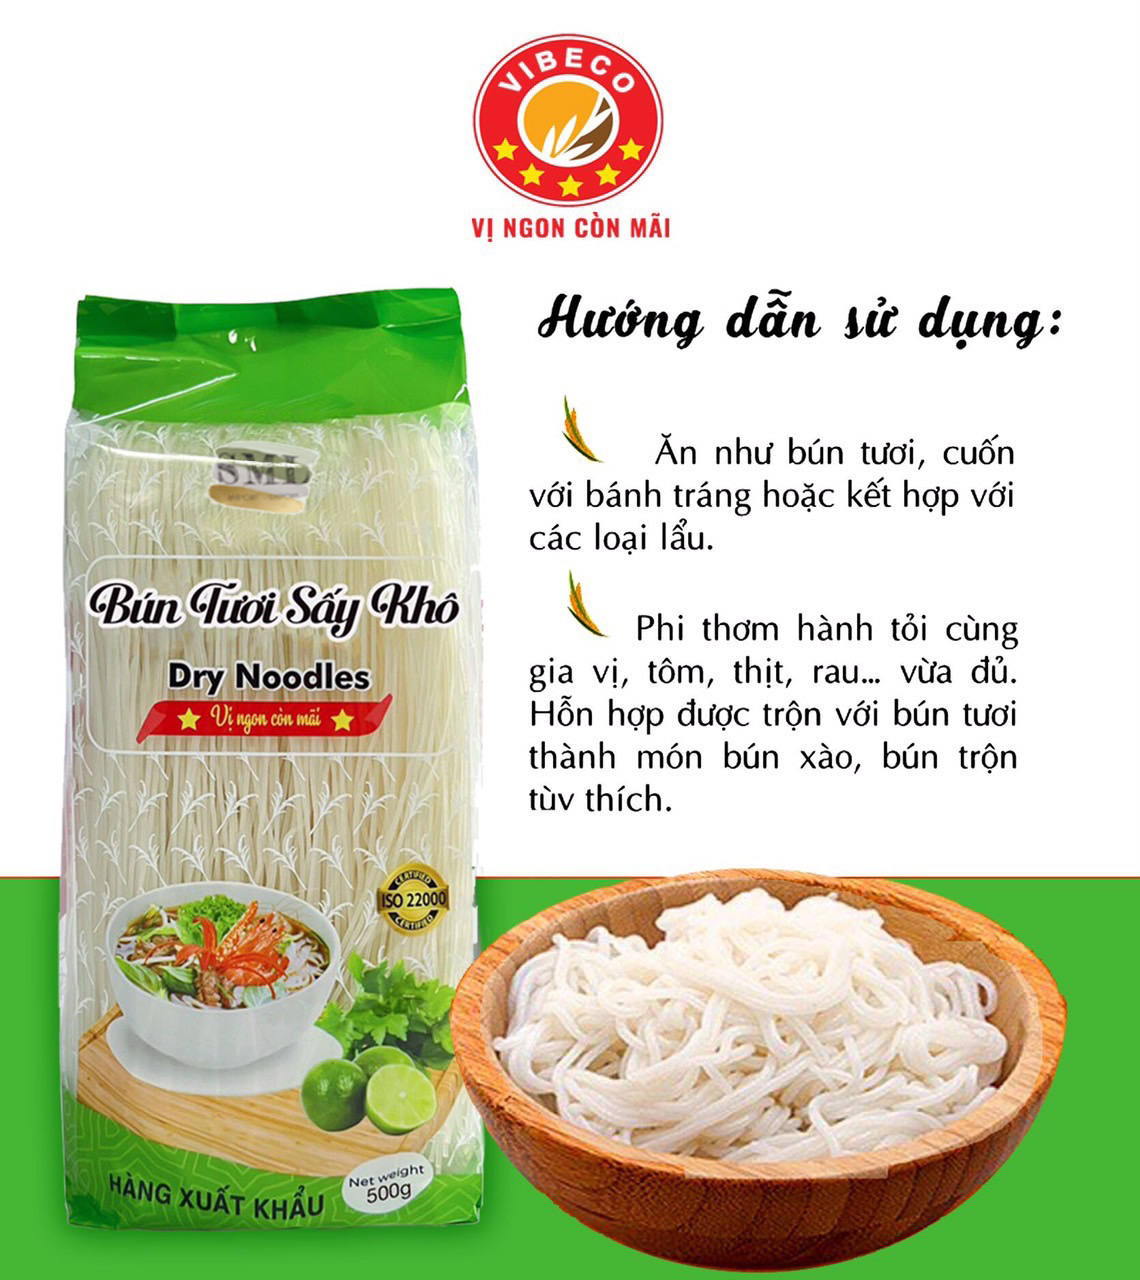 VIBECO
VỊ NGON CÒN MÃI
Hướng dẫn sử dụng:
Ăn như bún tươi, cuốn
với bánh tráng hoặc kết hợp với
các loại lẩu.
Phi thơm hành tỏi cùng
gia vị, tôm, thịt, rau... vừa đủ.
Hỗn hợp được trộn với bún tươi
thành món bún xào, bún trộn
tùv thích.
SML
Bún Tươi Sấy Khô
Dry Noodles
Vị ngon còn mãi
CERTIFIED
ISO 22000
CERTIFIED
HÀNG XUẤT KHẨU
Net weight
500g